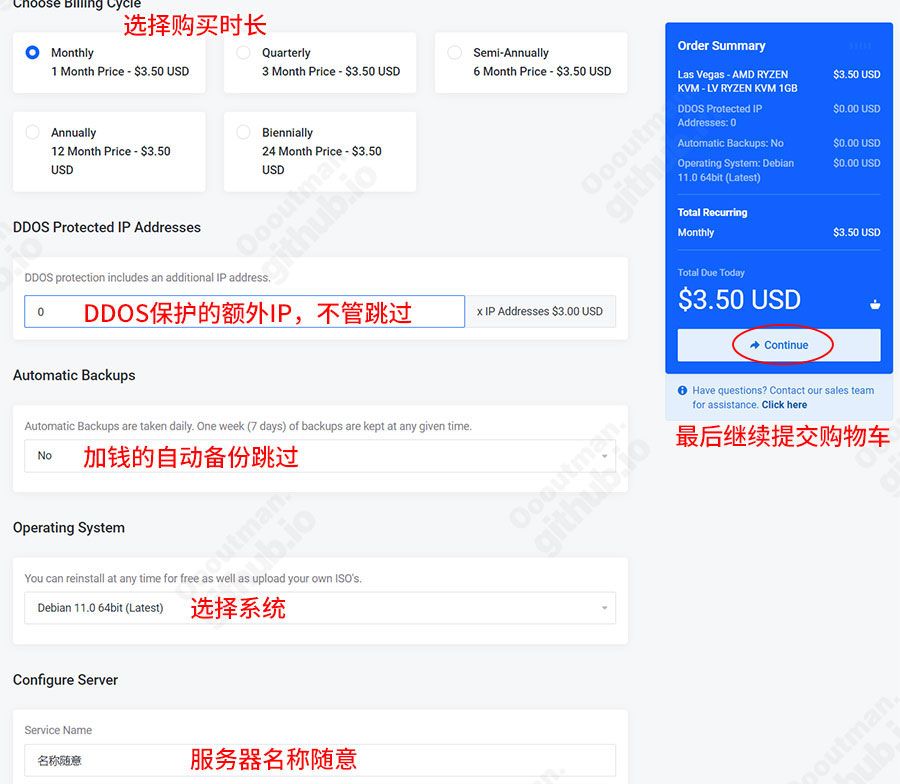 Choose Billing Cycle
选择购买时长
Monthly
1 Month Price - $3.50 USD
Quarterly
3 Month Price - $3.50 USD
Semi-Annually
6 Month Price - $3.50 USD
Annually
12 Month Price - $3.50
USD
Biennially
24 Month Price - $3.50
USD
DDOS Protected IP Addresses
DDOS protection includes an additional IP address.
0
DDOS保护的额外IP，不管跳过
x IP Addresses $3.00 USD
Automatic Backups
Automatic Backups are taken daily. One week (7 days) of backups are kept at any given time.
No
加钱的自动备份跳过
Operating System
You can reinstall at any time for free as well as upload your own ISO's.
Debian 11.0 64bit (Latest)
选择系统
Configure Server
Service Name
名称随意
服务器名称随意
Order Summary
Las Vegas - AMD RYZEN
KVM - LV RYZEN KVM 1GB
$3.50 USD
DDOS Protected IP
Addresses: 0
$0.00 USD
Automatic Backups: No
$0.00 USD
Operating System: Debian
11.0 64bit (Latest)
$0.00 USD
Total Recurring
Monthly
$3.50 USD
Total Due Today
$3.50 USD
Continue
Have questions? Contact our sales team
for assistance. Click here
最后继续提交购物车
Oooutman.
github.io
Oooutman.
github.io
Oooutman.
github.io
Oooutman.
github.io